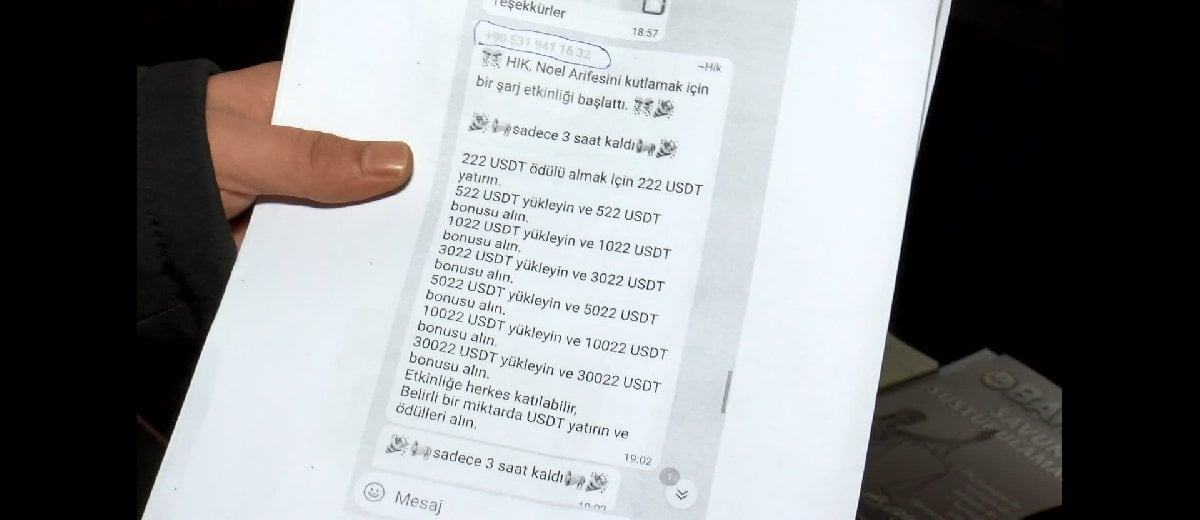 Teşekkürler
18:57
+90 531 941 16 32
~Hik
HIK, Noel Arifesini kutlamak için
bir şarj etkinliği başlattı.
sadece 3 saat kaldı
222 USDT ödülü almak için 222 USDT
yatırın.
522 USDT yükleyin ve 522 USDT
bonusu alın.
1022 USDT yükleyin ve 1022 USDT
bonusu alın.
3022 USDT yükleyin ve 3022 USDT
bonusu alın.
5022 USDT yükleyin ve 5022 USDT
bonusu alın.
10022 USDT yükleyin ve 10022 USDT
bonusu alın.
30022 USDT yükleyin ve 30022 USDT
bonusu alın.
Etkinliğe herkes katılabilir,
Belirli bir miktarda USDT yatırın ve
ödülleri alın.
19:02
sadece 3 saat kaldı
19:02
1
Mesaj